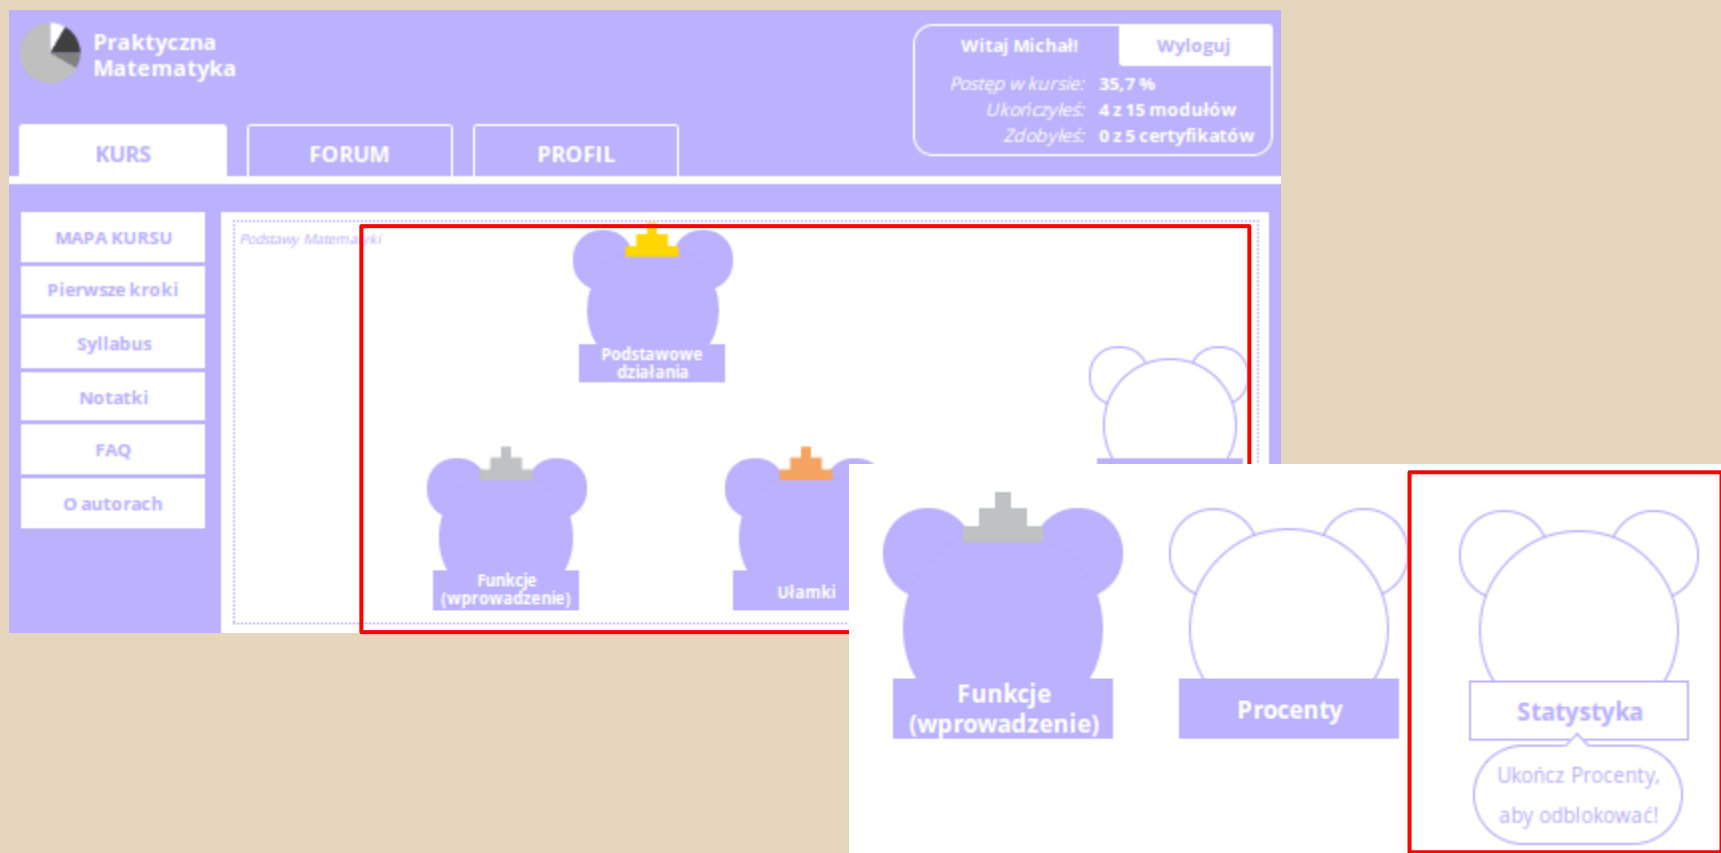 Praktyczna
Matematyka
Witaj Michał!
Wyloguj
Postęp w kursie: 35,7 %
Ukończyłeś: 4 z 15 modułów
Zdobyłeś: 0 z 5 certyfikatów
KURS
FORUM
PROFIL
MAPA KURSU
Pierwsze kroki
Syllabus
Notatki
FAQ
O autorach
Podstawy Matematyki
Podstawowe
działania
Funkcje
(wprowadzenie)
Ułamki
Funkcje
(wprowadzenie)
Procenty
Statystyka
Ukończ Procenty,
aby odblokować!